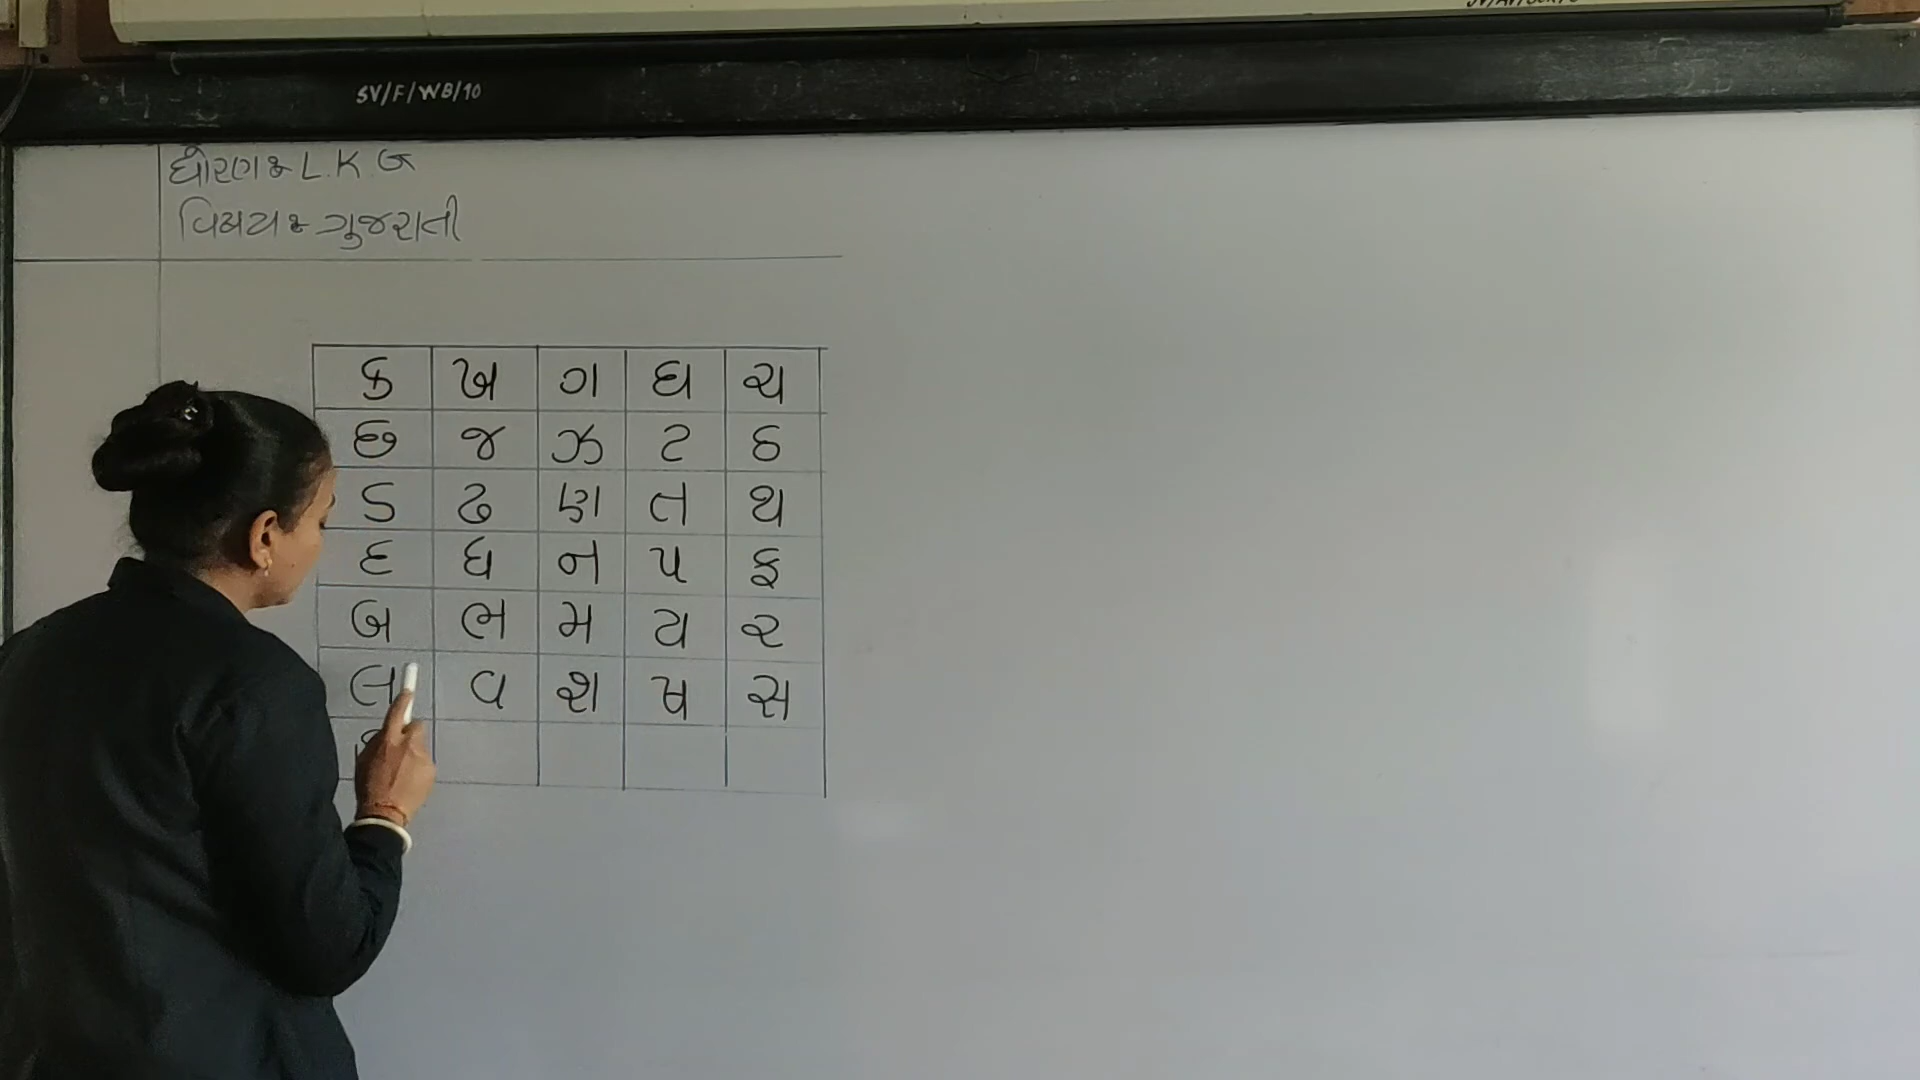 SV/F/WB/10
ધોરણઃ L.K.G
વિષયઃ ગુજરાતી
ક ખ ગ ઘ ચ
છ જ ઝ ટ ઠ
ડ ઢ ણ ત થ
દ ધ ન પ ફ
બ ભ મ ય ર
લ વ શ ષ સ